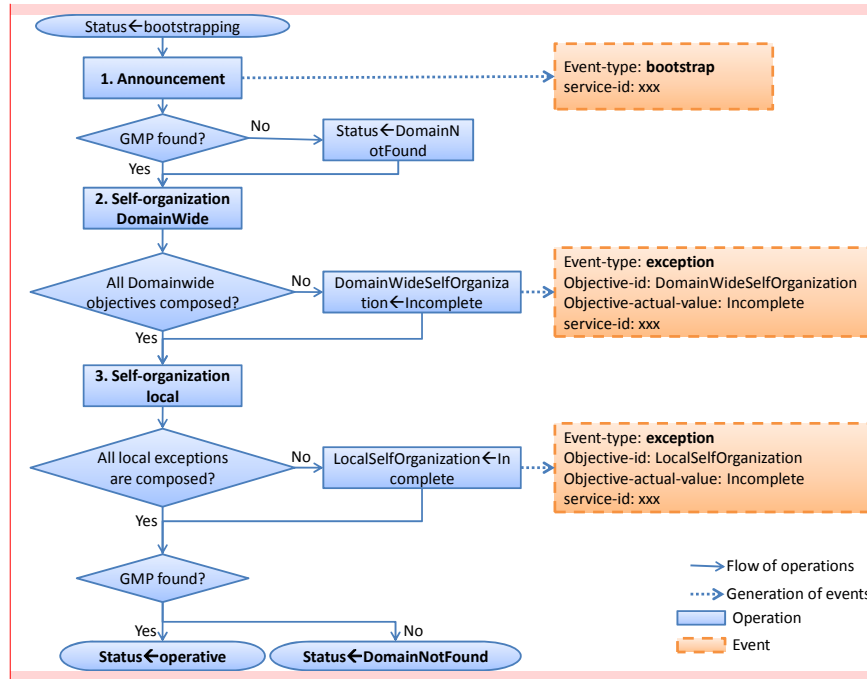 Status←bootstrapping
1. Announcement
Event-type: bootstrap
service-id: xxx
GMP found?
No
Status←DomainN
otFound
Yes
2. Self-organization
DomainWide
All Domainwide
objectives composed?
No
DomainWideSelfOrganiza
tion←Incomplete
Event-type: exception
Objective-id: DomainWideSelfOrganization
Objective-actual-value: Incomplete
service-id: xxx
Yes
3. Self-organization
local
All local exceptions
are composed?
No
LocalSelfOrganization←In
complete
Event-type: exception
Objective-id: LocalSelfOrganization
Objective-actual-value: Incomplete
service-id: xxx
Yes
GMP found?
Yes
No
Status←operative
Status←DomainNotFound
Flow of operations
Generation of events
Operation
Event